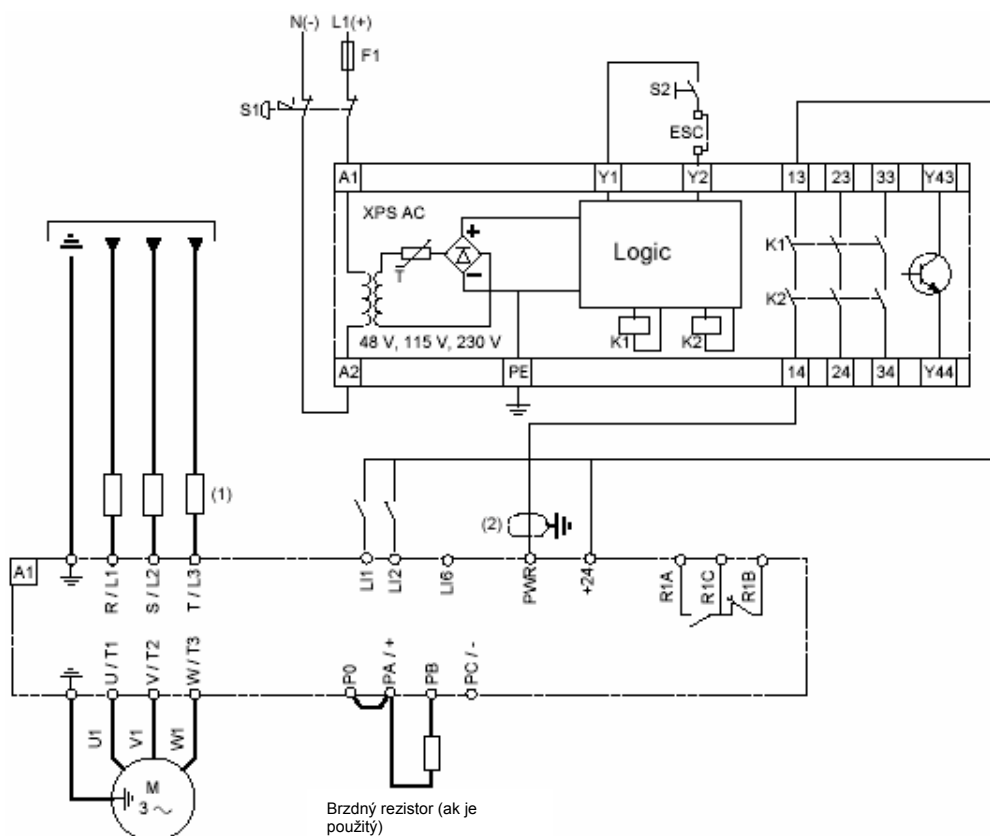 N(-) L1(+)
F1
S1
S2
ESC
A1 Y1 Y2 13 23 33 Y43
XPS AC
+
T
-
Logic
K1
K2
K1 K2
48 V, 115 V, 230 V
A2 PE 14 24 34 Y44
(1)
(2)
A1
R / L1
S / L2
T / L3
LI1
LI2
LI6
PWR
+24
R1A
R1C
R1B
U / T1
V / T2
W / T3
P0
PA / +
PB
PC / -
U1
V1
W1
M
3 ~
Brzdný rezistor (ak je
použitý)